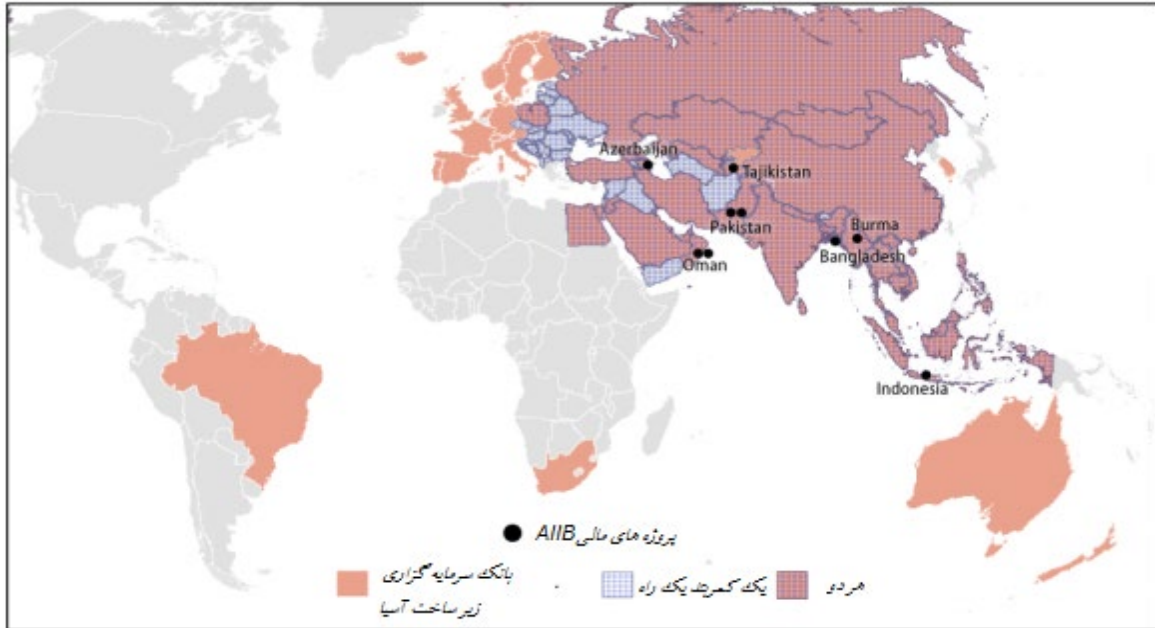 Azerbaijan
Tajikistan
Pakistan
Burma
Bangladesh
Oman
Indonesia
پروژه های مالی AIIB
هر دو
یک کمربند یک راه
بانک سرمایه گزاری
زیر ساخت آسیا